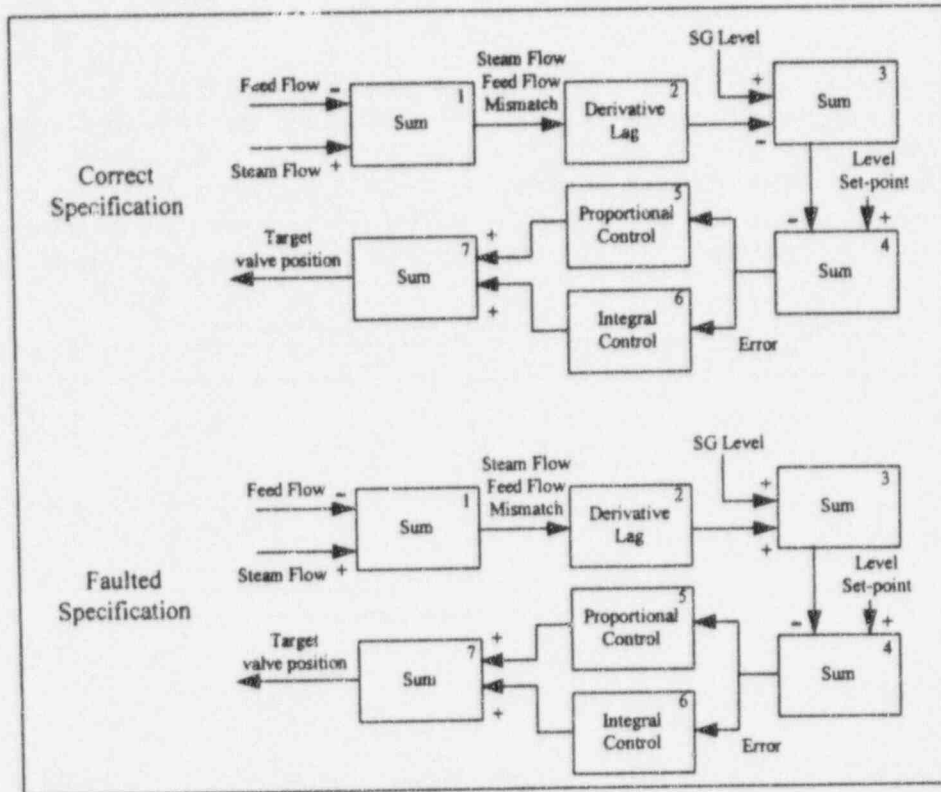 SG Level
Steam Flow
Feed Flow
Mismatch
Feed Flow
−
1
Sum
2
Derivative
Lag
+
3
Sum
−
Steam Flow
+
Correct
Specification
Level
Set-point
Target
valve position
+
7
Sum
+
5
Proportional
Control
−
+
4
Sum
6
Integral
Control
Error
SG Level
Steam Flow
Feed Flow
Mismatch
Feed Flow
−
1
Sum
2
Derivative
Lag
+
3
Sum
+
Steam Flow
+
Faulted
Specification
Level
Set-point
Target
valve position
+
7
Sum
+
5
Proportional
Control
−
+
4
Sum
6
Integral
Control
Error